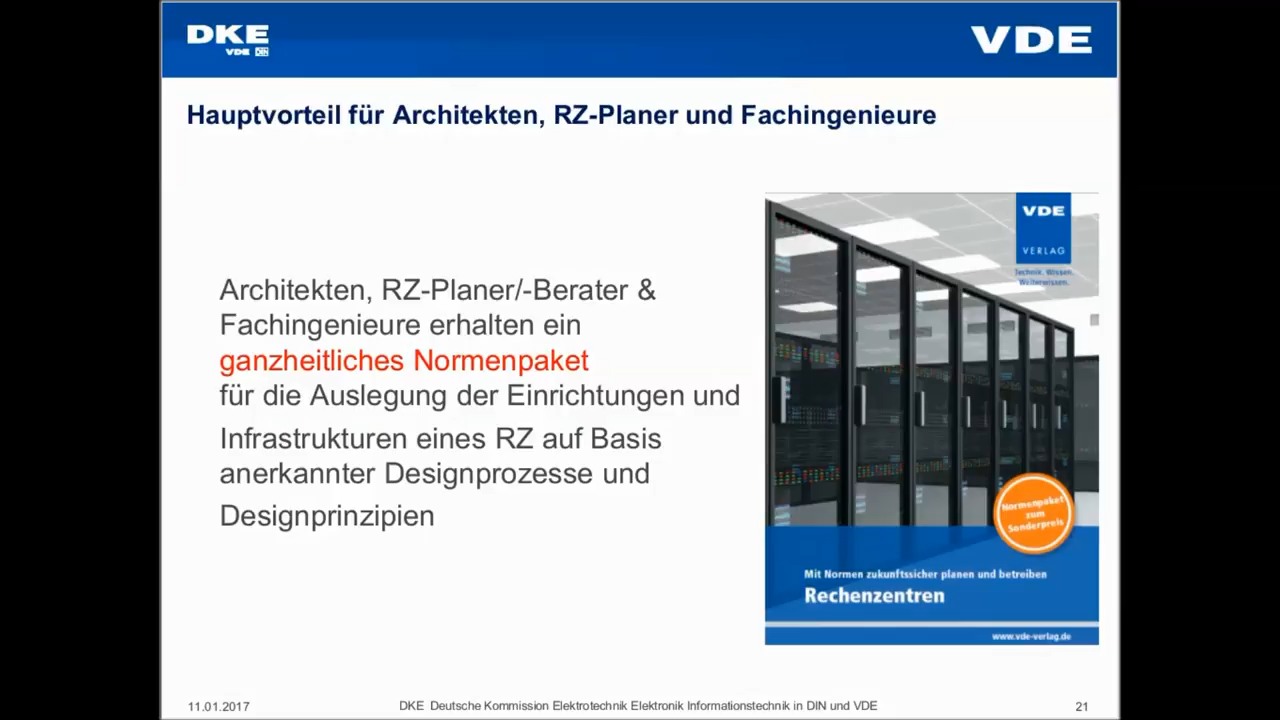 DKE
VDE DIN
VDE
Hauptvorteil für Architekten, RZ-Planer und Fachingenieure
Architekten, RZ-Planer/-Berater &
Fachingenieure erhalten ein
ganzheitliches Normenpaket
für die Auslegung der Einrichtungen und
Infrastrukturen eines RZ auf Basis
anerkannter Designprozesse und
Designprinzipien
VDE
VERLAG
Technik. Wissen.
Weiterwissen.
Normenpaket
zum
Sonderpreis
Mit Normen zukunftssicher planen und betreiben
Rechenzentren
www.vde-verlag.de
11.01.2017
DKE Deutsche Kommission Elektrotechnik Elektronik Informationstechnik in DIN und VDE
21